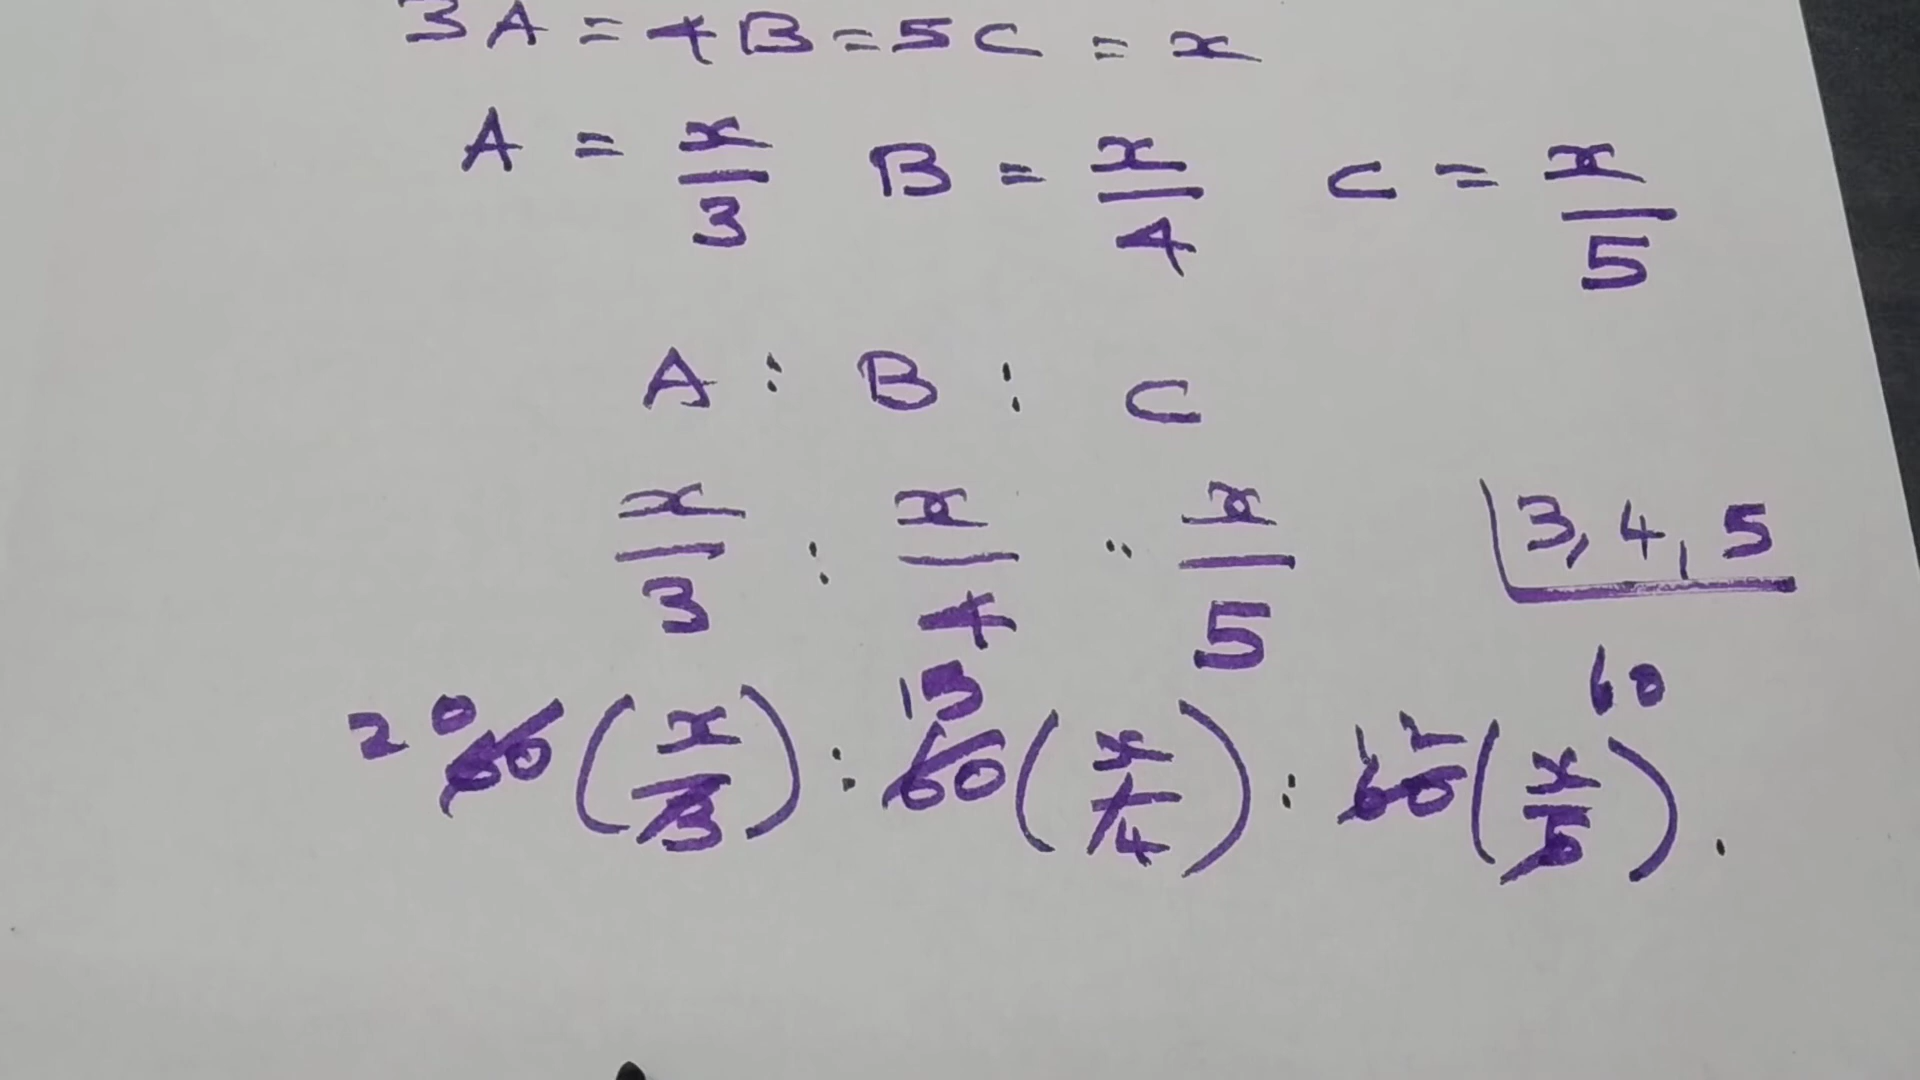 3A = 4B = 5C = x
A = x/3 B = x/4 C = x/5
A : B : C
x/3 : x/4 : x/5
3, 4, 5
60
20 60 (x/3) : 15 60 (x/4) : 12 60 (x/5).